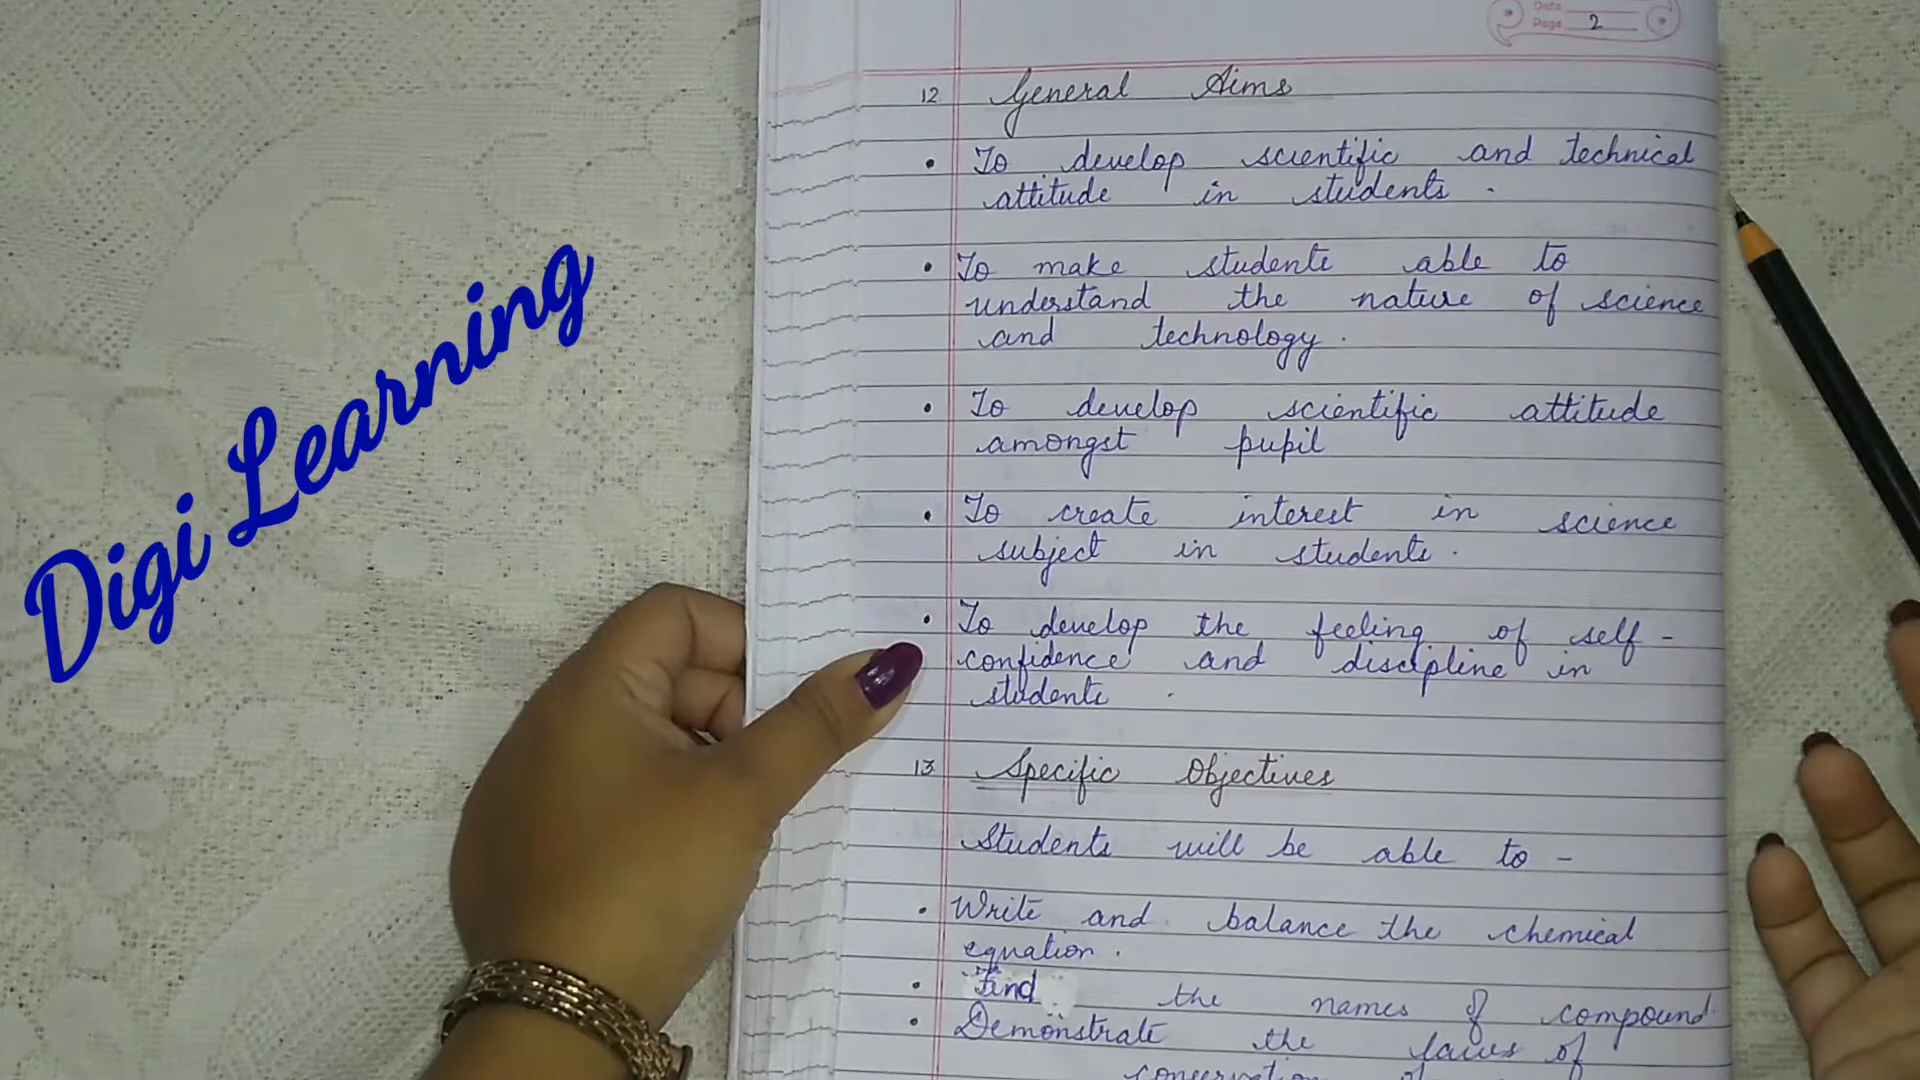 Digi Learning
Date
Page 2
12 General Aims
• To develop scientific and technical
attitude in students.
• To make students able to
understand the nature of science
and technology.
• To develop scientific attitude
amongst pupil
• To create interest in science
subject in students.
• To develop the feeling of self-
confidence and discipline in
students.
13 Specific Objectives
Students will be able to -
• Write and balance the chemical
equation.
• Find the names of compound.
• Demonstrate the laws of
conservation of